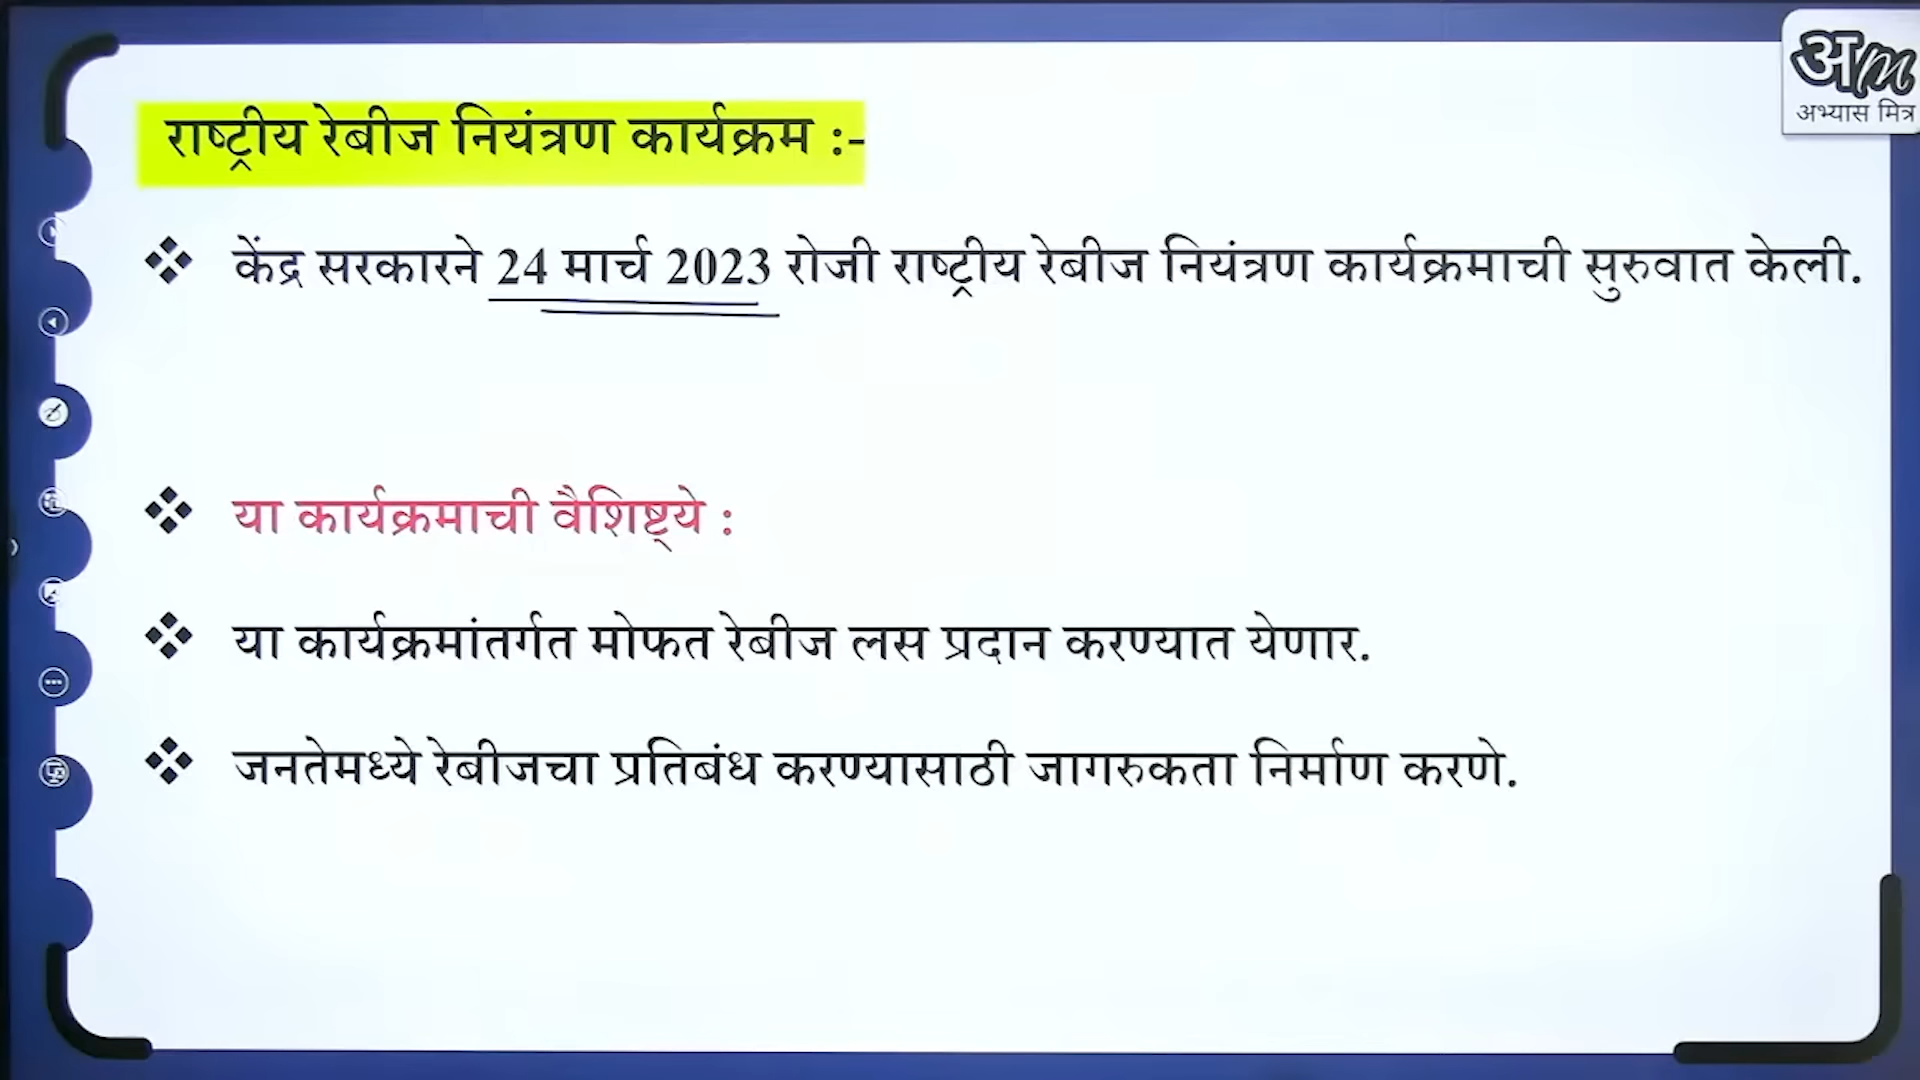 अm
अभ्यास मित्र
राष्ट्रीय रेबीज नियंत्रण कार्यक्रम :-
❖ केंद्र सरकारने 24 मार्च 2023 रोजी राष्ट्रीय रेबीज नियंत्रण कार्यक्रमाची सुरुवात केली.
❖ या कार्यक्रमाची वैशिष्ट्ये :
❖ या कार्यक्रमांतर्गत मोफत रेबीज लस प्रदान करण्यात येणार.
❖ जनतेमध्ये रेबीजचा प्रतिबंध करण्यासाठी जागरुकता निर्माण करणे.